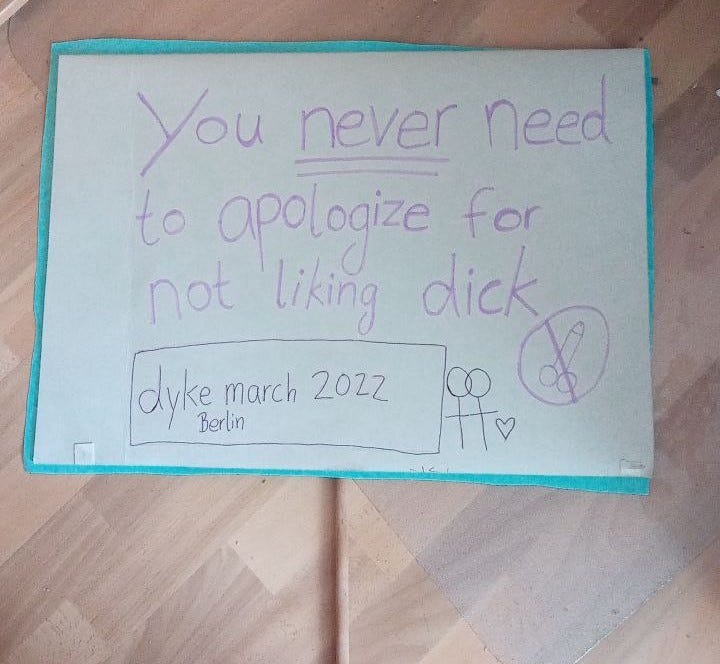 You never need
to apologize for
not liking dick
dyke march 2022
Berlin